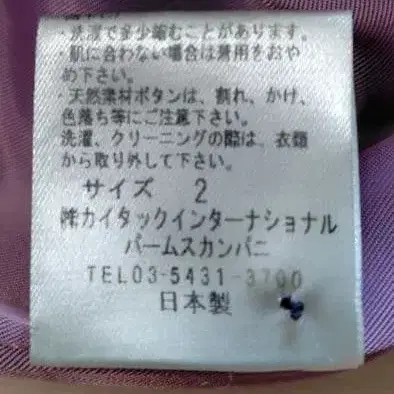 ・洗濯で多少縮むことがあります。
・肌に合わない場合は着用をおや
め下さい。
・天然素材ボタンは、割れ、かけ、
色落ち等にご注意下さい。
洗濯、クリーニングの際は、衣類
から取り外して下さい。
サイズ 2
㈱カイタックインターナショナル
パームスカンパニ
TEL03-5431-3700
日本製